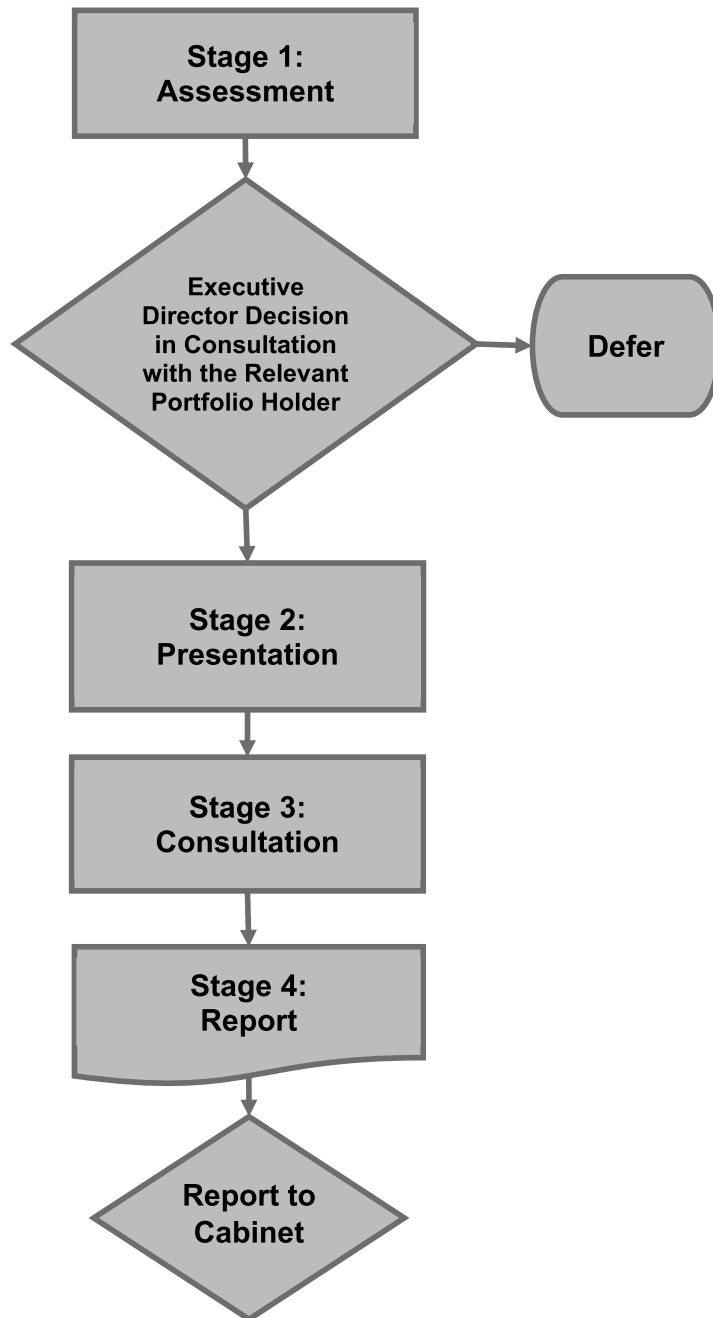 Stage 1:
Assessment
Executive
Director Decision
in Consultation
with the Relevant
Portfolio Holder
Defer
Stage 2:
Presentation
Stage 3:
Consultation
Stage 4:
Report
Report to
Cabinet